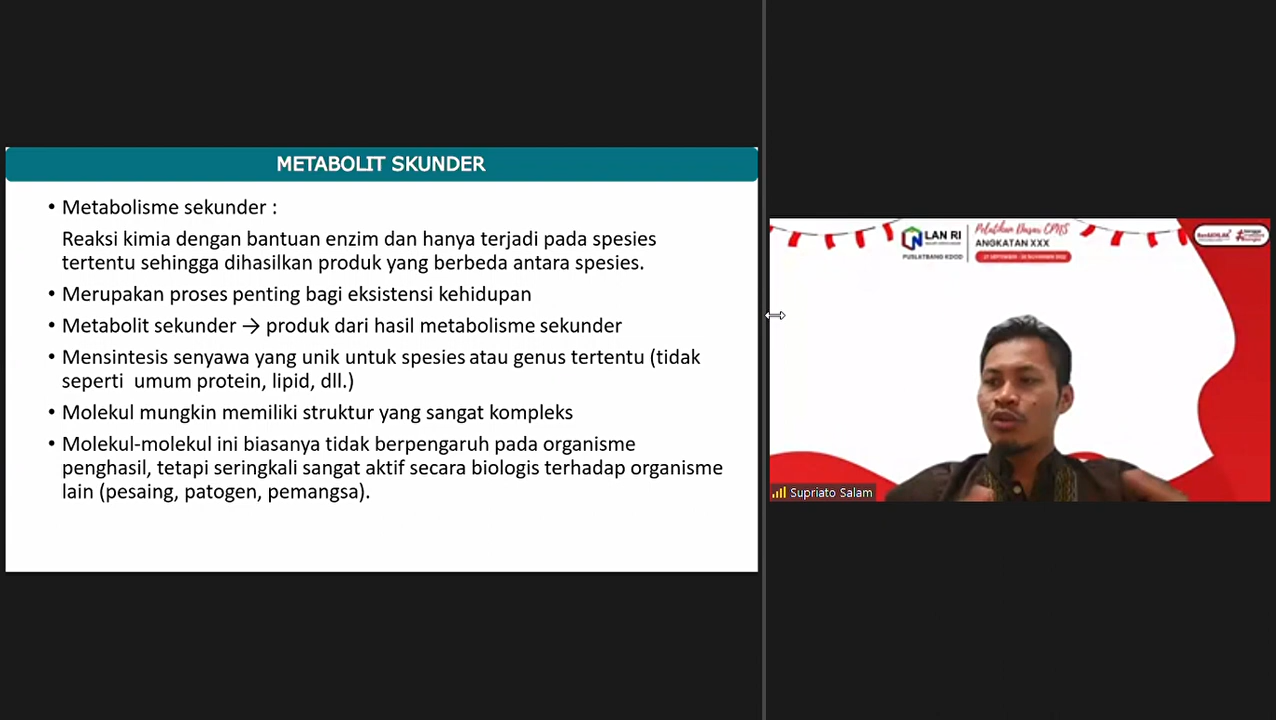 METABOLIT SKUNDER
• Metabolisme sekunder :
Reaksi kimia dengan bantuan enzim dan hanya terjadi pada spesies
tertentu sehingga dihasilkan produk yang berbeda antara spesies.
• Merupakan proses penting bagi eksistensi kehidupan
• Metabolit sekunder → produk dari hasil metabolisme sekunder
• Mensintesis senyawa yang unik untuk spesies atau genus tertentu (tidak
seperti umum protein, lipid, dll.)
• Molekul mungkin memiliki struktur yang sangat kompleks
• Molekul-molekul ini biasanya tidak berpengaruh pada organisme
penghasil, tetapi seringkali sangat aktif secara biologis terhadap organisme
lain (pesaing, patogen, pemangsa).
LAN RI
PUSLATBANG KDOD
Pelatihan Dasar CPNS
ANGKATAN XXX
Supriato Salam